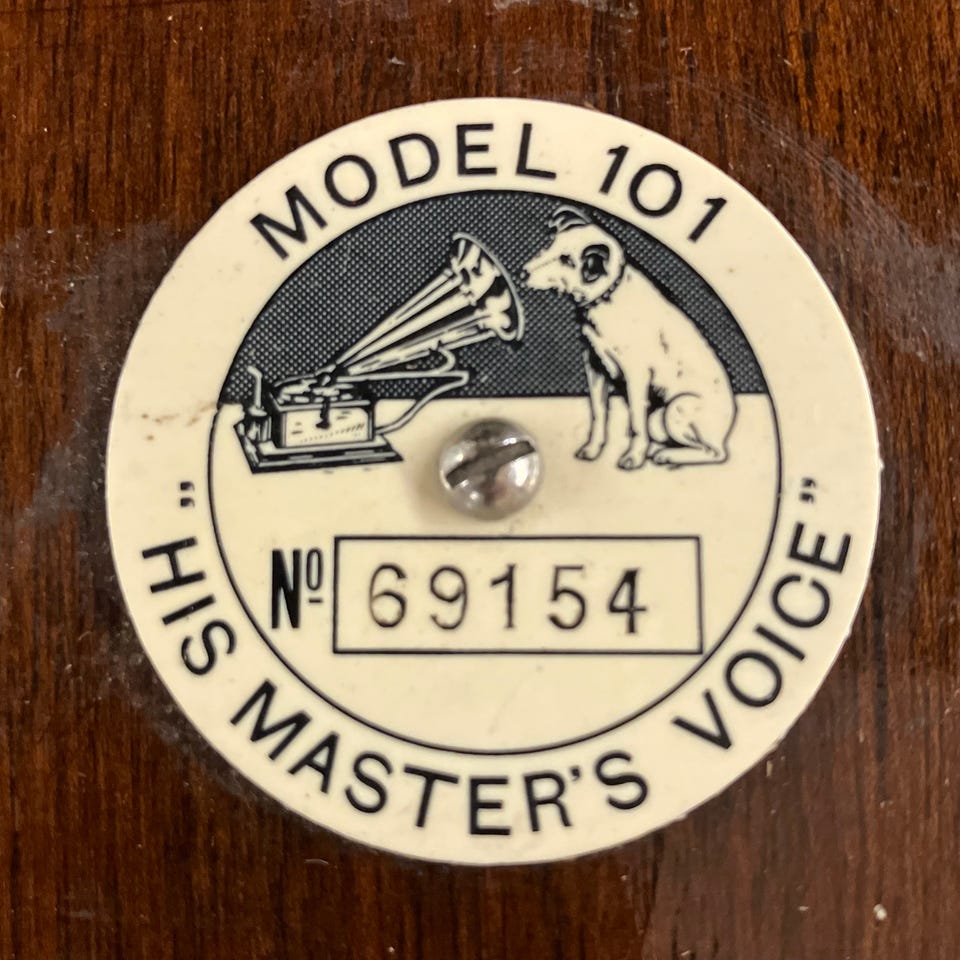 MODEL 101
Nº 69154
"HIS MASTER'S VOICE"